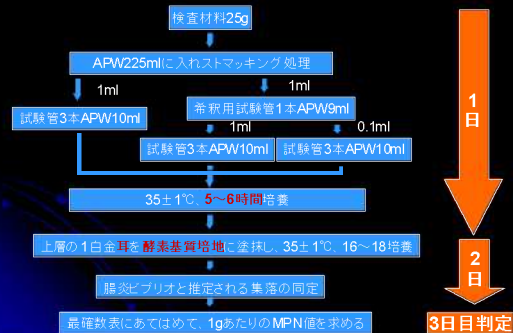 検査材料25g
APW225mlに入れストマッキング処理
1ml
1ml
試験管3本APW10ml
希釈用試験管1本APW9ml
1ml
0.1ml
試験管3本APW10ml
試験管3本APW10ml
35±1℃、5～6時間培養
上層の1白金耳を酵素基質培地に塗抹し、35±1℃、16～18培養
腸炎ビブリオと推定される集落の同定
最確数表にあてはめて、1gあたりのMPN値を求める
1日
2日
3日目判定